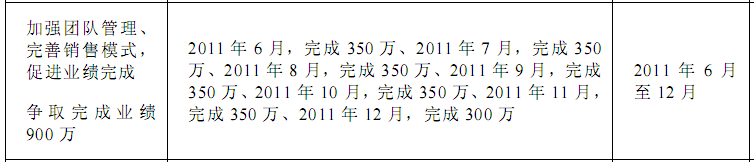 加强团队管理、
完善销售模式，
促进业绩完成
争取完成业绩
900 万
2011 年 6 月，完成 350 万、2011 年 7 月，完成 350
万、2011 年 8 月，完成 350 万、2011 年 9 月，完成
350 万、2011 年 10 月，完成 350 万、2011 年 11 月，
完成 350 万、2011 年 12 月，完成 300 万
2011 年 6 月
至 12 月